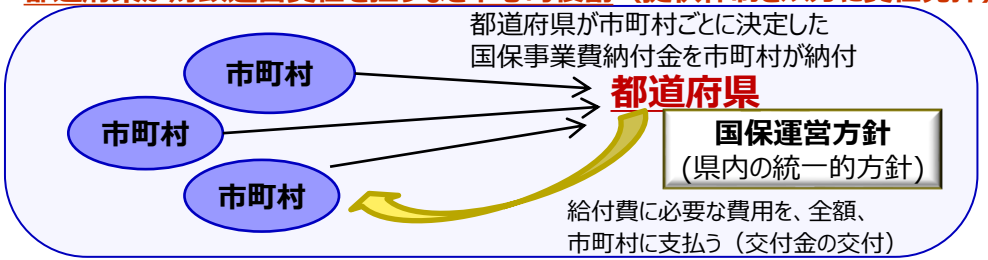 都道府県が市町村ごとに決定した
国保事業費納付金を市町村が納付
市町村
都道府県
市町村
国保運営方針
(県内の統一的方針)
市町村
給付費に必要な費用を、全額、
市町村に支払う（交付金の交付）